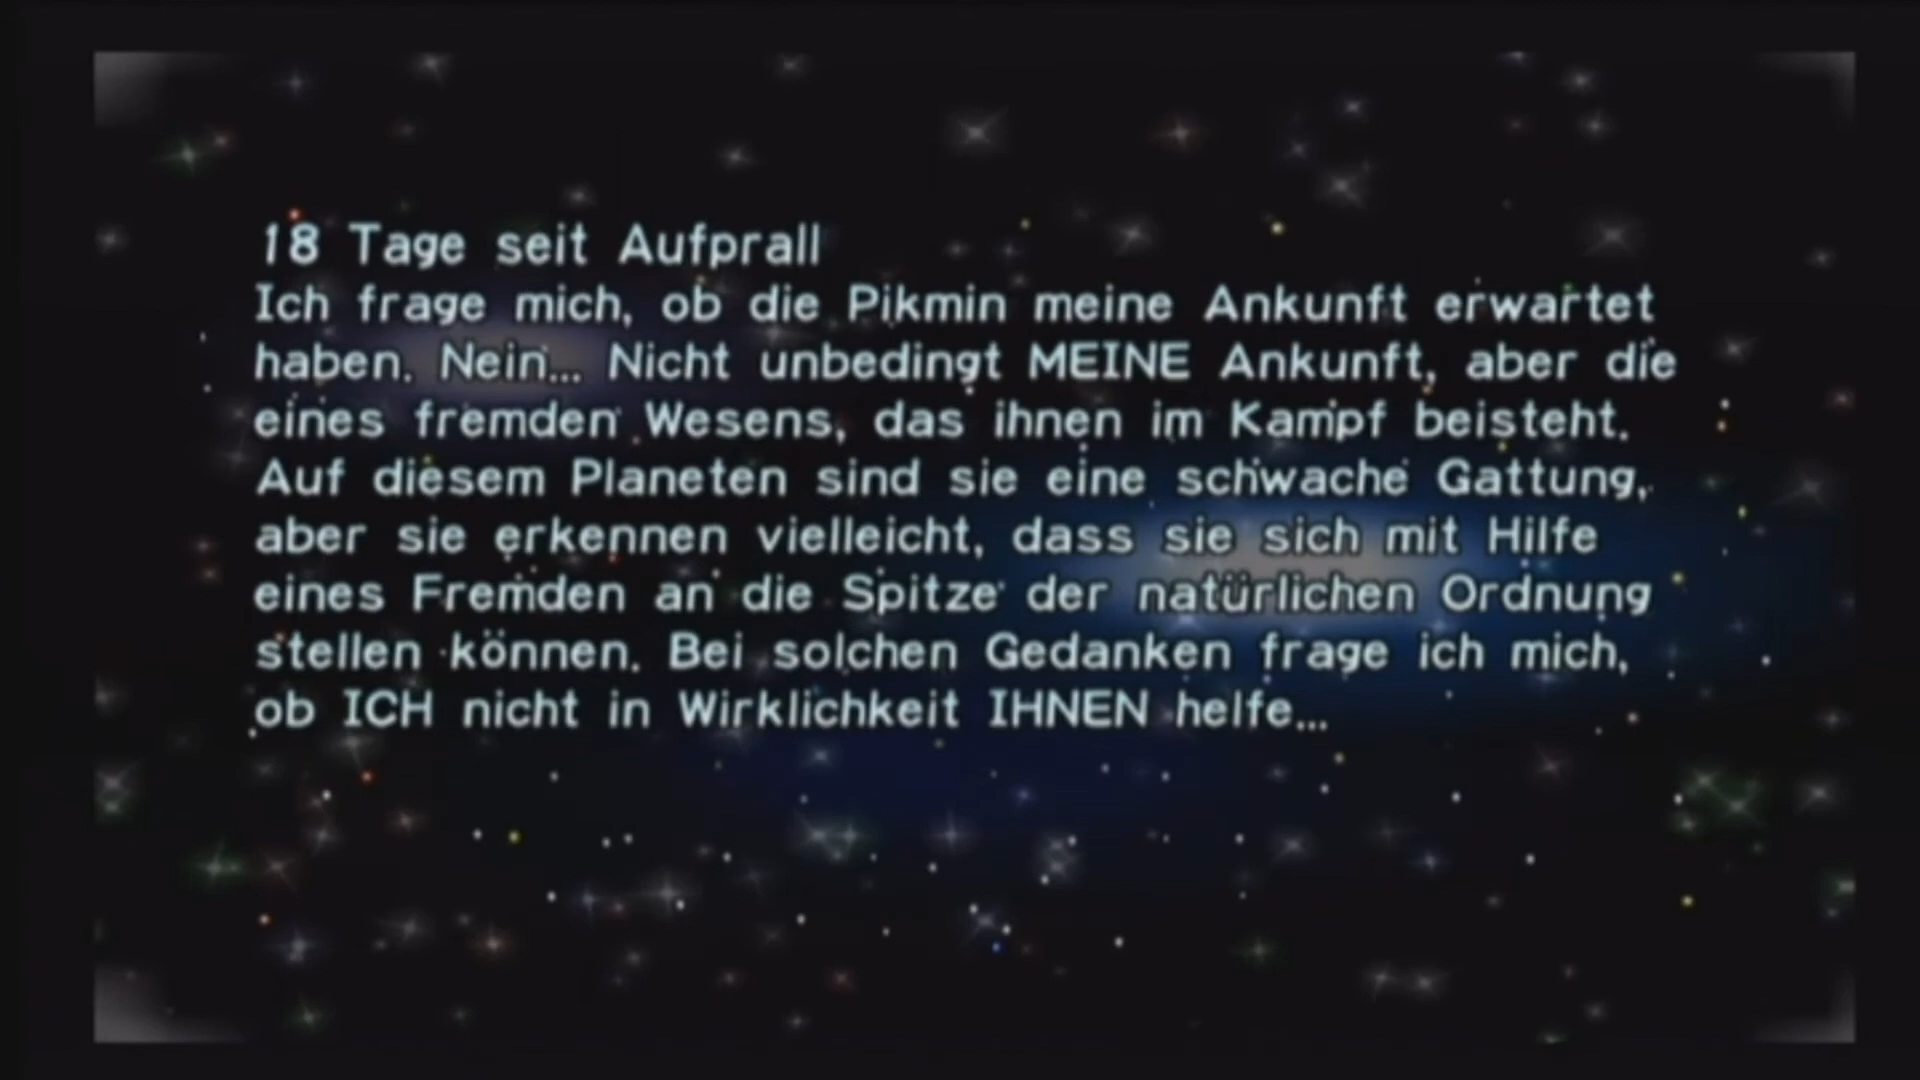 18 Tage seit Aufprall
Ich frage mich, ob die Pikmin meine Ankunft erwartet
haben. Nein... Nicht unbedingt MEINE Ankunft, aber die
eines fremden Wesens, das ihnen im Kampf beisteht.
Auf diesem Planeten sind sie eine schwache Gattung,
aber sie erkennen vielleicht, dass sie sich mit Hilfe
eines Fremden an die Spitze der natürlichen Ordnung
stellen können. Bei solchen Gedanken frage ich mich,
ob ICH nicht in Wirklichkeit IHNEN helfe...